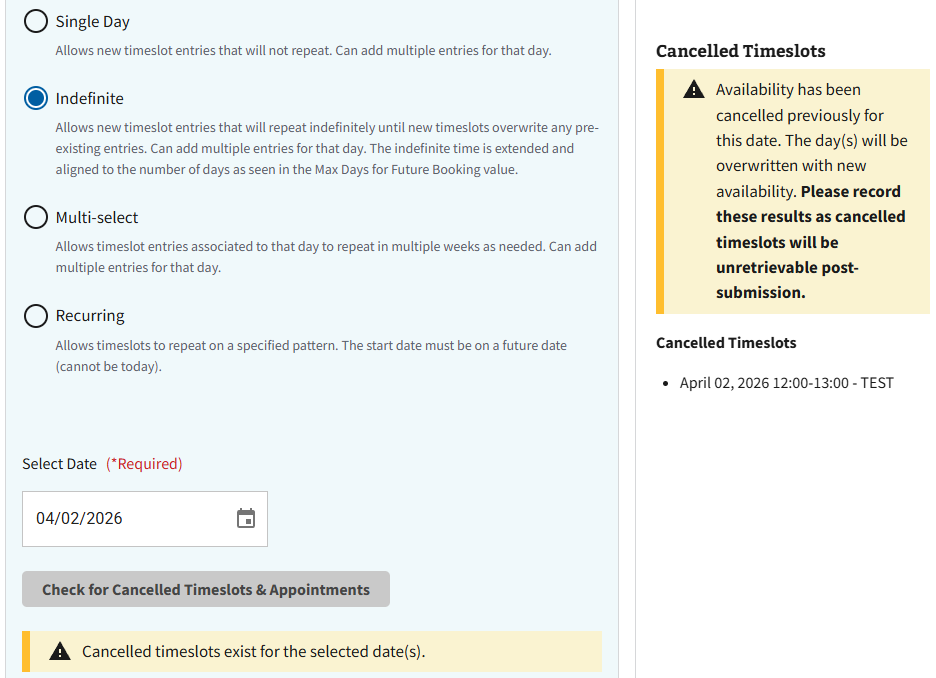 Single Day
Allows new timeslot entries that will not repeat. Can add multiple entries for that day.
Indefinite
Allows new timeslot entries that will repeat indefinitely until new timeslots overwrite any pre-
existing entries. Can add multiple entries for that day. The indefinite time is extended and
aligned to the number of days as seen in the Max Days for Future Booking value.
Multi-select
Allows timeslot entries associated to that day to repeat in multiple weeks as needed. Can add
multiple entries for that day.
Recurring
Allows timeslots to repeat on a specified pattern. The start date must be on a future date
(cannot be today).
Select Date (*Required)
04/02/2026
Check for Cancelled Timeslots & Appointments
Cancelled timeslots exist for the selected date(s).
Cancelled Timeslots
Availability has been
cancelled previously for
this date. The day(s) will be
overwritten with new
availability. Please record
these results as cancelled
timeslots will be
unretrievable post-
submission.
Cancelled Timeslots
• April 02, 2026 12:00-13:00 - TEST